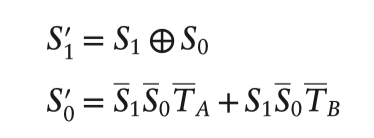 S′₁ = S₁ ⊕ S₀
S′₀ = S̅₁S̅₀T̅_A + S₁S̅₀T̅_B